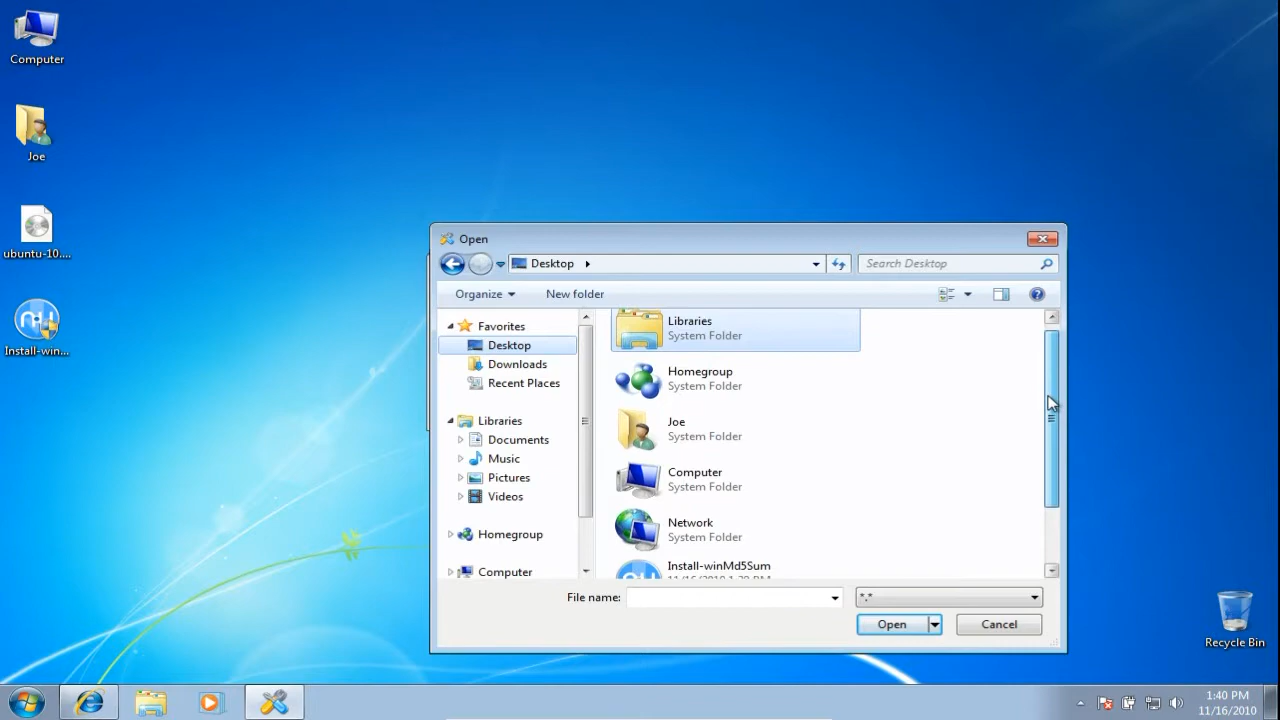 Computer
Joe
ubuntu-10....
Install-win...
Open
Desktop
Search Desktop
Organize
New folder
Favorites
Desktop
Downloads
Recent Places
Libraries
Documents
Music
Pictures
Videos
Homegroup
Computer
Libraries
System Folder
Homegroup
System Folder
Joe
System Folder
Computer
System Folder
Network
System Folder
Install-winMd5Sum
File name:
*.*
Open
Cancel
Recycle Bin
1:40 PM
11/16/2010